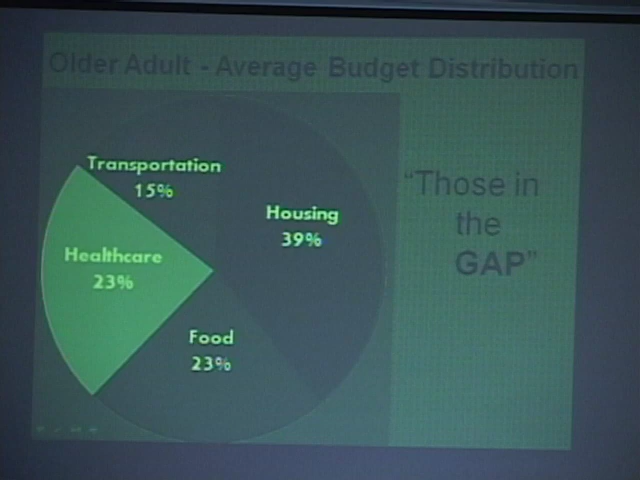 Older Adult - Average Budget Distribution
Transportation
15%
Housing
39%
Healthcare
23%
Food
23%
"Those in
the
GAP"